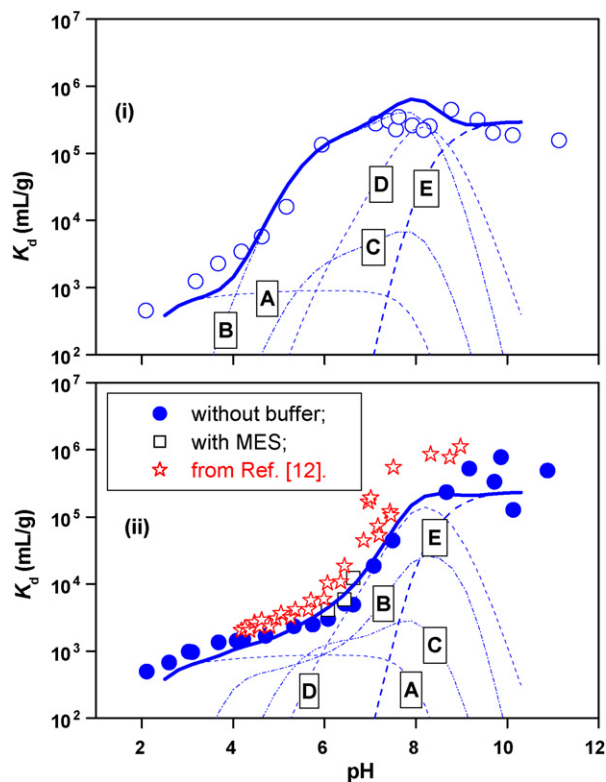 10⁷
(i)
10⁶
10⁵
D
E
K_d (mL/g)
10⁴
C
10³
A
B
10²
10⁷
without buffer;
10⁶
with MES;
from Ref. [12].
(ii)
10⁵
E
K_d (mL/g)
10⁴
B
C
10³
D
A
10²
2 4 6 8 10 12
pH